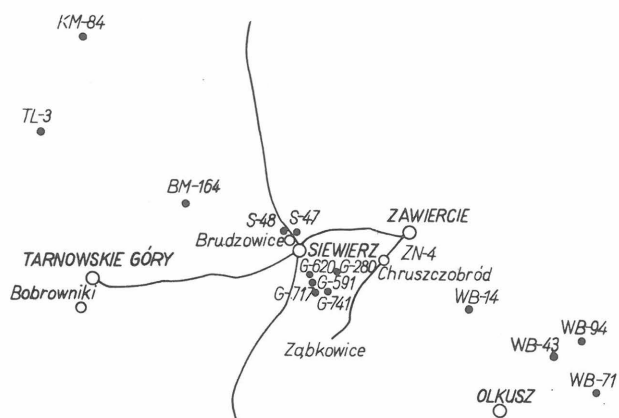 KM-84
TL-3
BM-164
S-48
S-47
Brudzowice
ZAWIERCIE
SIEWIERZ
ZN-4
TARNOWSKIE GÓRY
G-620
G-280
Chruszczobród
G-591
Bobrowniki
G-717
G-741
WB-14
Ząbkowice
WB-94
WB-43
WB-71
OLKUSZ